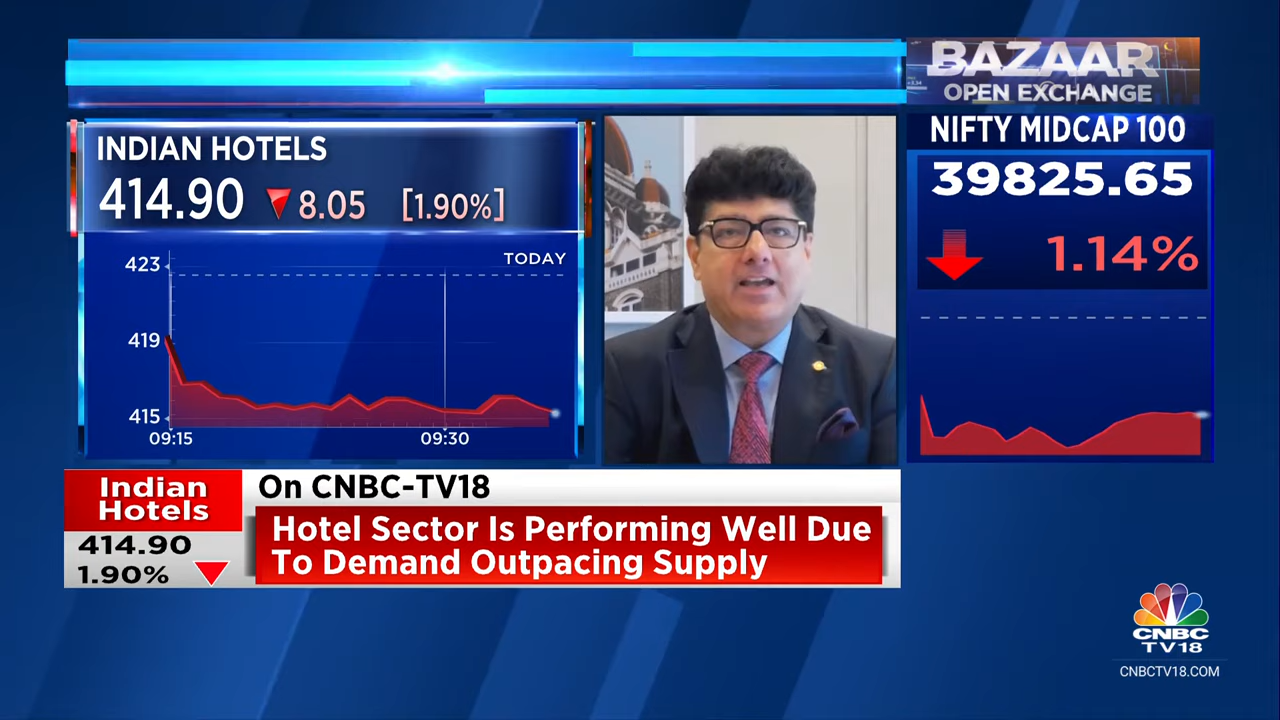 BAZAAR
OPEN EXCHANGE
INDIAN HOTELS
414.90 ▼ 8.05 [1.90%]
TODAY
423
419
415
09:15 09:30
NIFTY MIDCAP 100
39825.65
1.14%
Indian
Hotels
414.90
1.90% ▼
On CNBC-TV18
Hotel Sector Is Performing Well Due
To Demand Outpacing Supply
CNBC
TV18
CNBCTV18.COM